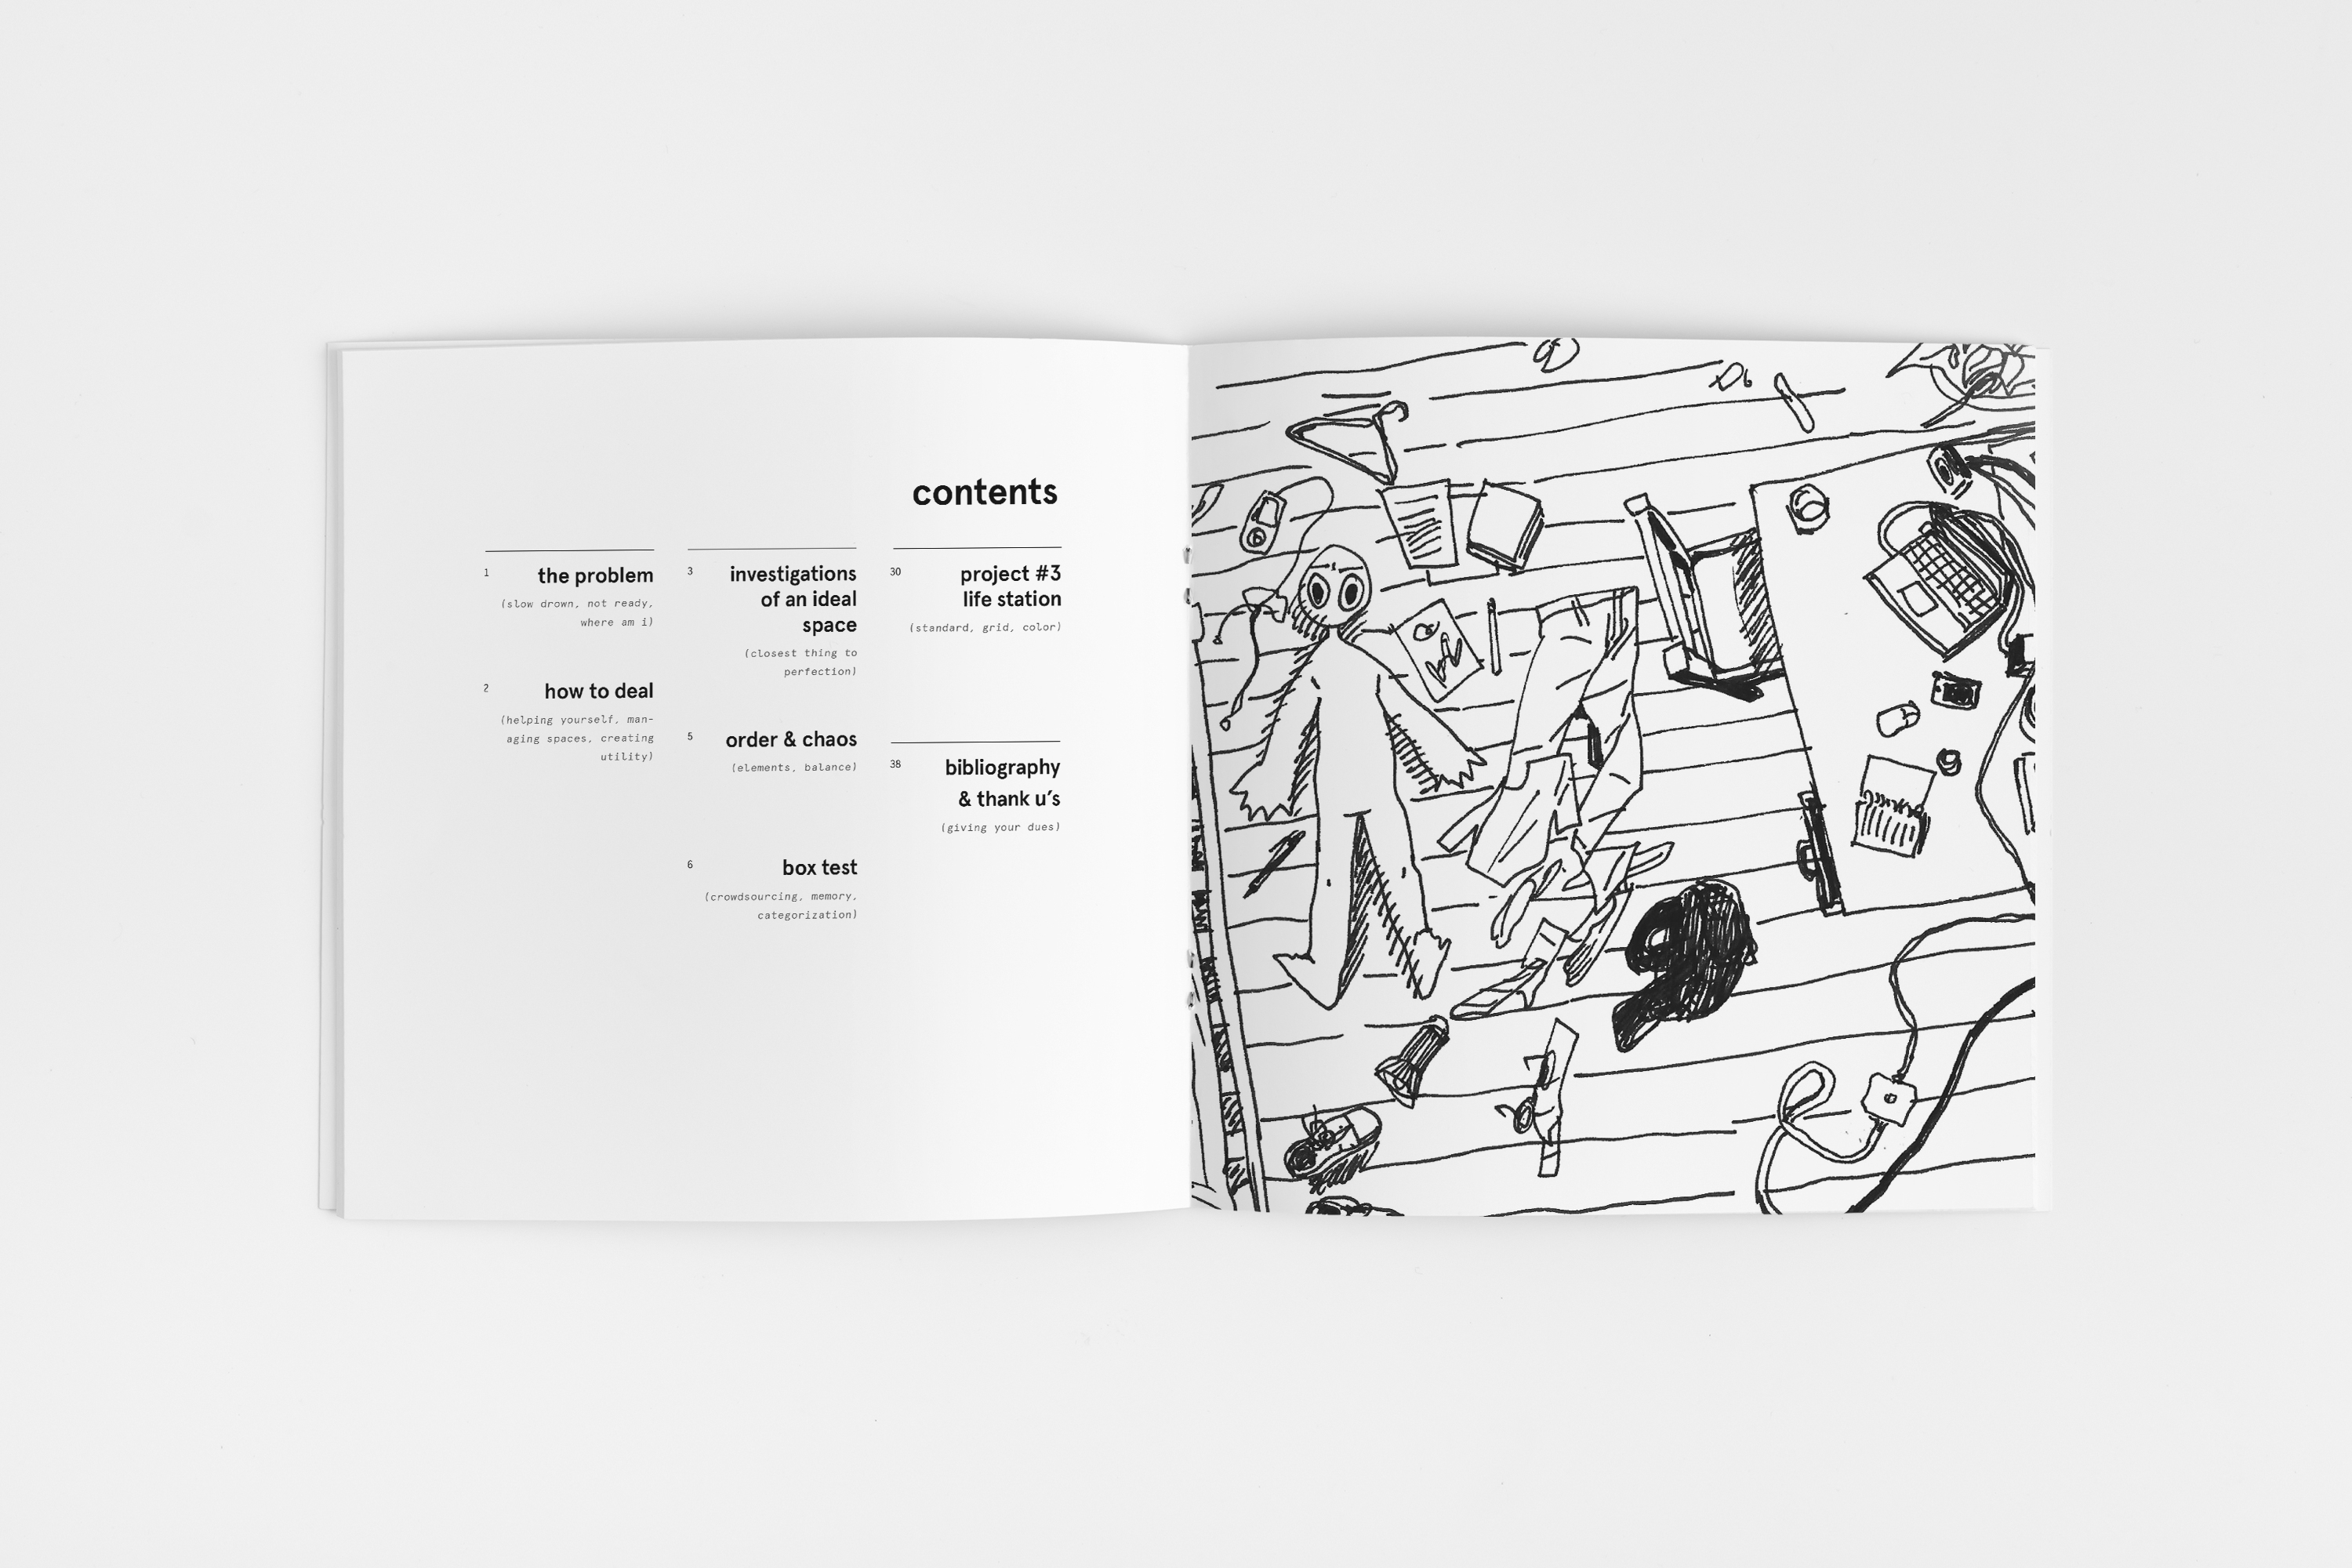 contents
1
the problem
(slow drown, not ready,
where am i)
2
how to deal
(helping yourself, man-
aging spaces, creating
utility)
3
investigations
of an ideal
space
(closest thing to
perfection)
5
order & chaos
(elements, balance)
6
box test
(crowdsourcing, memory,
categorization)
30
project #3
life station
(standard, grid, color)
38
bibliography
& thank u's
(giving your dues)